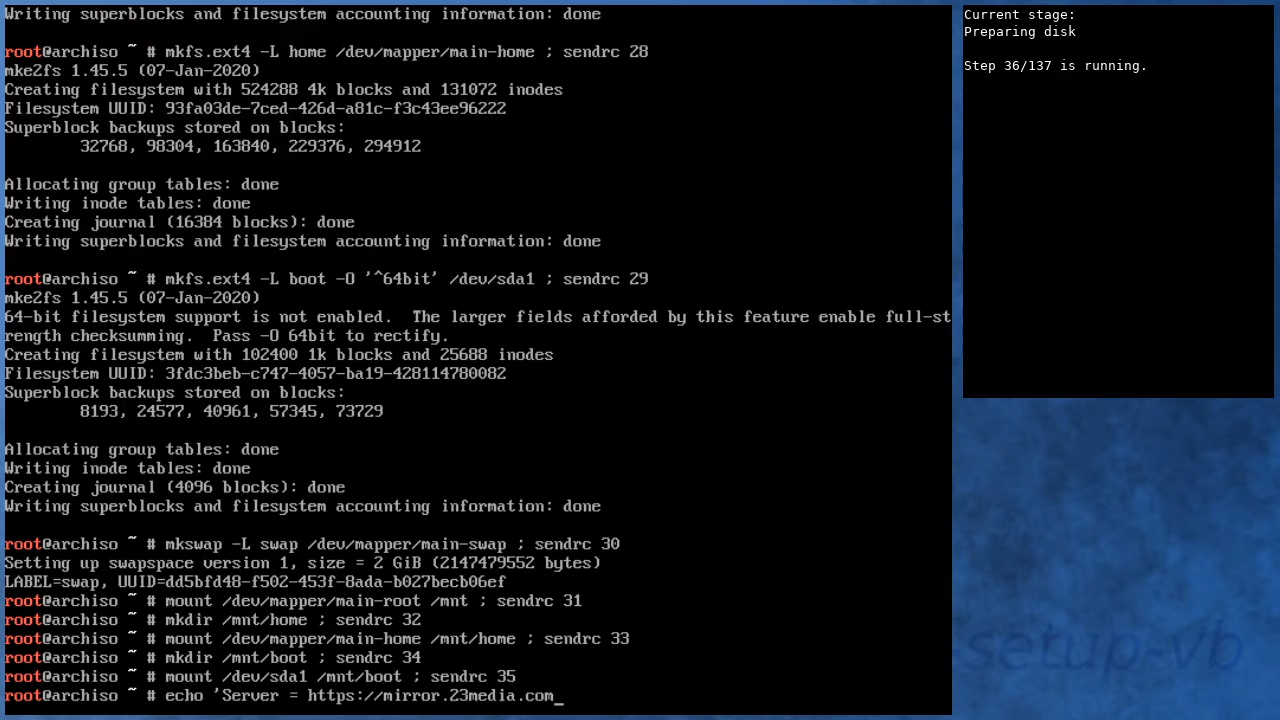 Writing superblocks and filesystem accounting information: done
root@archiso ~ # mkfs.ext4 -L home /dev/mapper/main-home ; sendrc 28
mke2fs 1.45.5 (07-Jan-2020)
Creating filesystem with 524288 4k blocks and 131072 inodes
Filesystem UUID: 93fa03de-7ced-426d-a81c-f3c43ee96222
Superblock backups stored on blocks:
        32768, 98304, 163840, 229376, 294912
Allocating group tables: done
Writing inode tables: done
Creating journal (16384 blocks): done
Writing superblocks and filesystem accounting information: done
root@archiso ~ # mkfs.ext4 -L boot -O '^64bit' /dev/sda1 ; sendrc 29
mke2fs 1.45.5 (07-Jan-2020)
64-bit filesystem support is not enabled.  The larger fields afforded by this feature enable full-st
rength checksumming.  Pass -O 64bit to rectify.
Creating filesystem with 102400 1k blocks and 25688 inodes
Filesystem UUID: 3fdc3beb-c747-4057-ba19-428114780082
Superblock backups stored on blocks:
        8193, 24577, 40961, 57345, 73729
Allocating group tables: done
Writing inode tables: done
Creating journal (4096 blocks): done
Writing superblocks and filesystem accounting information: done
root@archiso ~ # mkswap -L swap /dev/mapper/main-swap ; sendrc 30
Setting up swapspace version 1, size = 2 GiB (2147479552 bytes)
LABEL=swap, UUID=dd5bfd48-f502-453f-8ada-b027becb06ef
root@archiso ~ # mount /dev/mapper/main-root /mnt ; sendrc 31
root@archiso ~ # mkdir /mnt/home ; sendrc 32
root@archiso ~ # mount /dev/mapper/main-home /mnt/home ; sendrc 33
root@archiso ~ # mkdir /mnt/boot ; sendrc 34
root@archiso ~ # mount /dev/sda1 /mnt/boot ; sendrc 35
root@archiso ~ # echo 'Server = https://mirror.23media.com_
Current stage:
Preparing disk
Step 36/137 is running.
setup-vb